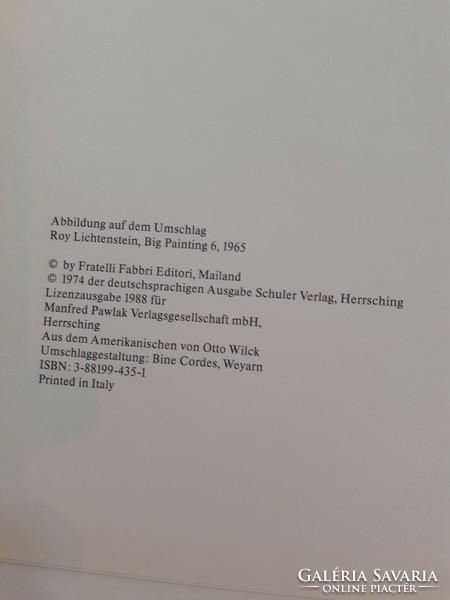 Abbildung auf dem Umschlag
Roy Lichtenstein, Big Painting 6, 1965
© by Fratelli Fabbri Editori, Mailand
© 1974 der deutschsprachigen Ausgabe Schuler Verlag, Herrsching
Lizenzausgabe 1988 für
Manfred Pawlak Verlagsgesellschaft mbH,
Herrsching
Aus dem Amerikanischen von Otto Wilck
Umschlaggestaltung: Bine Cordes, Weyarn
ISBN: 3-88199-435-1
Printed in Italy
GALÉRIA SAVARIA
ONLINE PIACTÉR